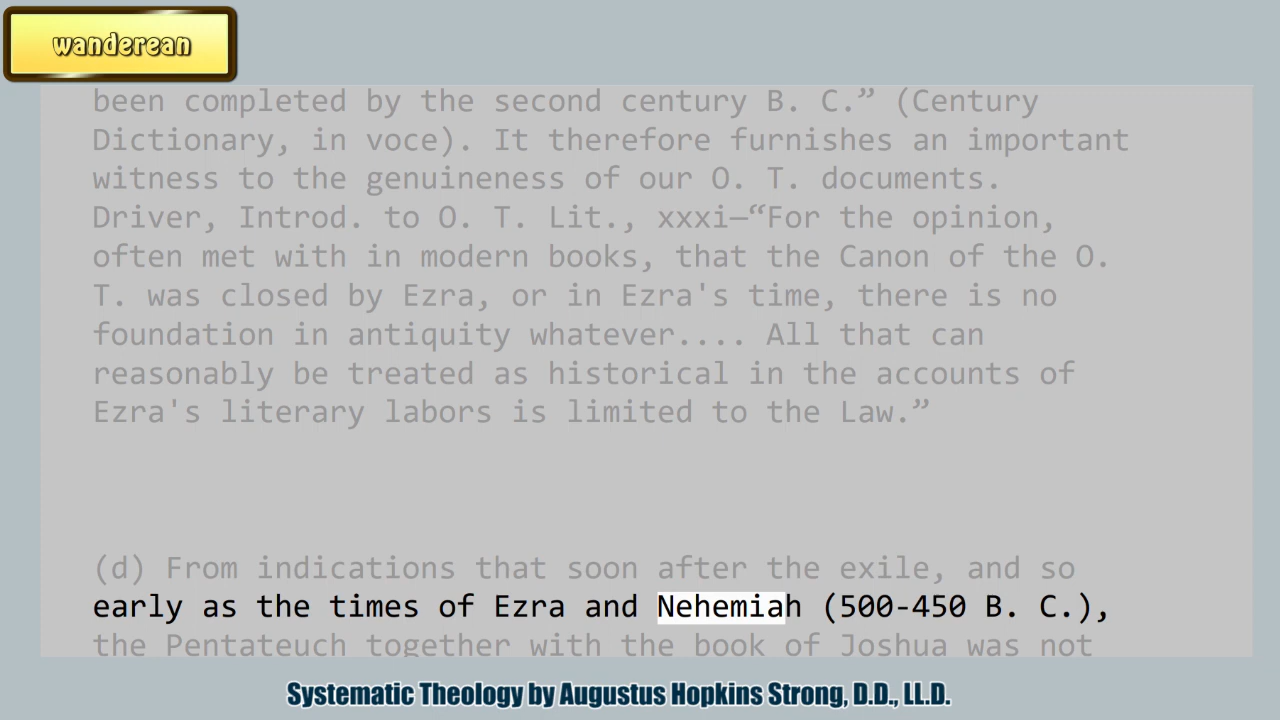 wanderean
been completed by the second century B. C.” (Century
Dictionary, in voce). It therefore furnishes an important
witness to the genuineness of our O. T. documents.
Driver, Introd. to O. T. Lit., xxxi—“For the opinion,
often met with in modern books, that the Canon of the O.
T. was closed by Ezra, or in Ezra's time, there is no
foundation in antiquity whatever.... All that can
reasonably be treated as historical in the accounts of
Ezra's literary labors is limited to the Law.”
(d) From indications that soon after the exile, and so
early as the times of Ezra and Nehemiah (500-450 B. C.),
the Pentateuch together with the book of Joshua was not
Systematic Theology by Augustus Hopkins Strong, D.D., LL.D.